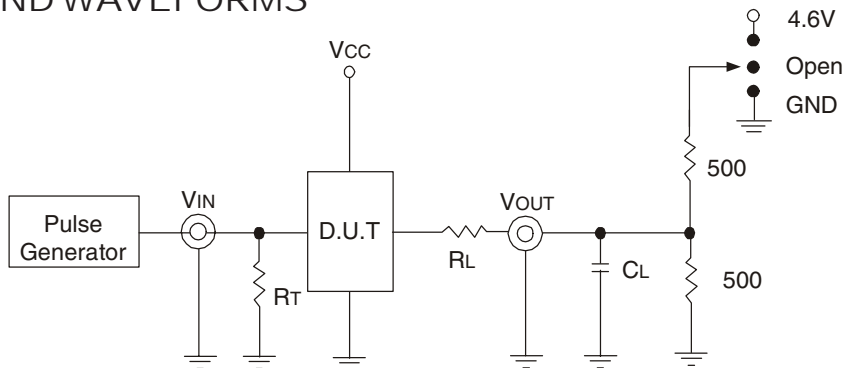 ND WAVEFORMS
4.6V
VCC
Open
GND
500
VIN
VOUT
Pulse
Generator
D.U.T
RL
CL
RT
500